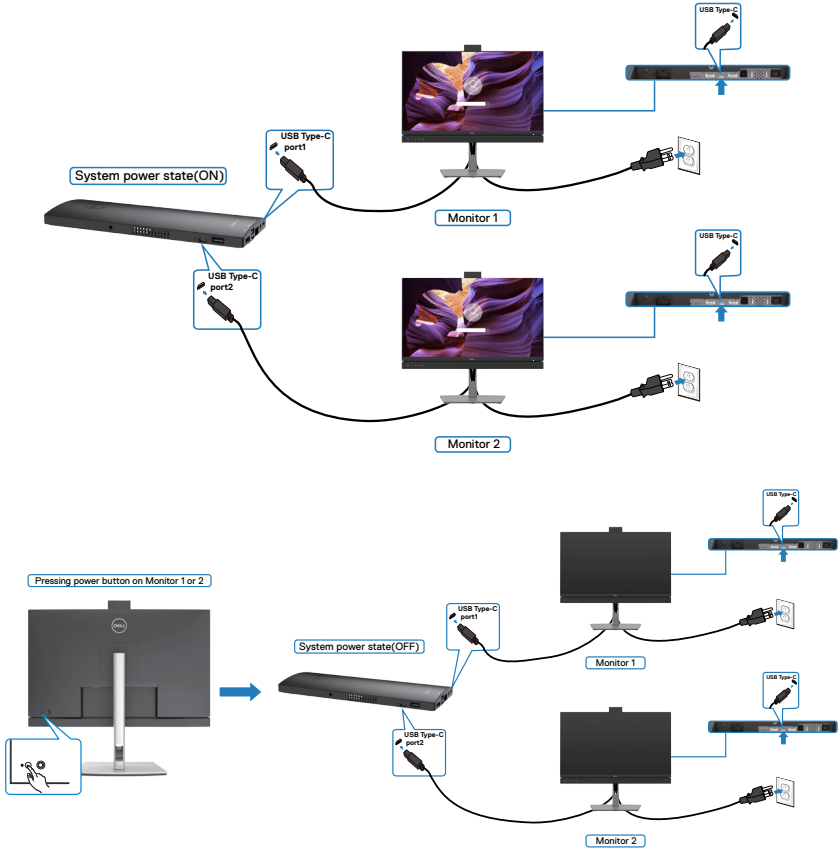 USB Type-C
USB Type-C
port1
System power state(ON)
Monitor 1
USB Type-C
USB Type-C
port2
Monitor 2
USB Type-C
Pressing power button on Monitor 1 or 2
DELL
USB Type-C
port1
System power state(OFF)
Monitor 1
USB Type-C
USB Type-C
port2
Monitor 2